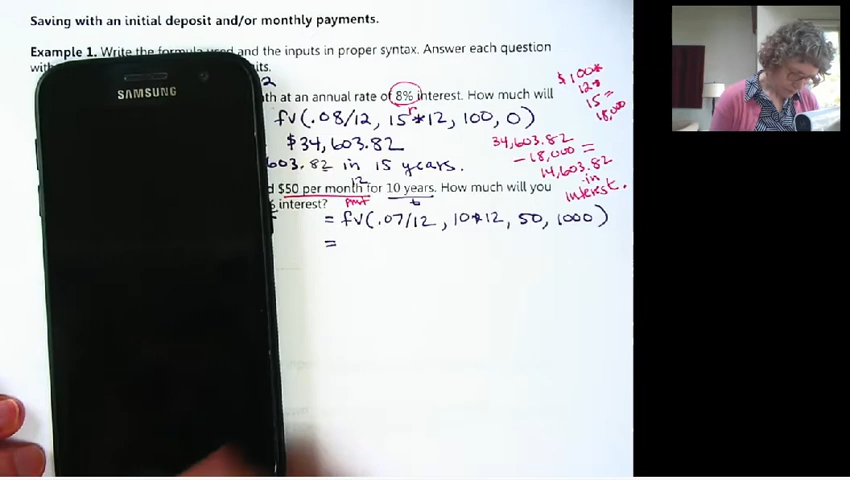 Saving with an initial deposit and/or monthly payments.
Example 1. Write the formula used and the inputs in proper syntax. Answer each question
with
its.
2
th at an annual rate of 8% interest. How much will
r
fv(.08/12, 15*12, 100, 0)
$34,603.82
603.82 in 15 years.
$100*
12*
15=
18,000
34,603.82
-18,000 =
14,603.82
in
interest.
12
d $50 per month for 10 years. How much will you
% interest? pmt t
= fv(.07/12, 10*12, 50, 1000)
=
SAMSUNG